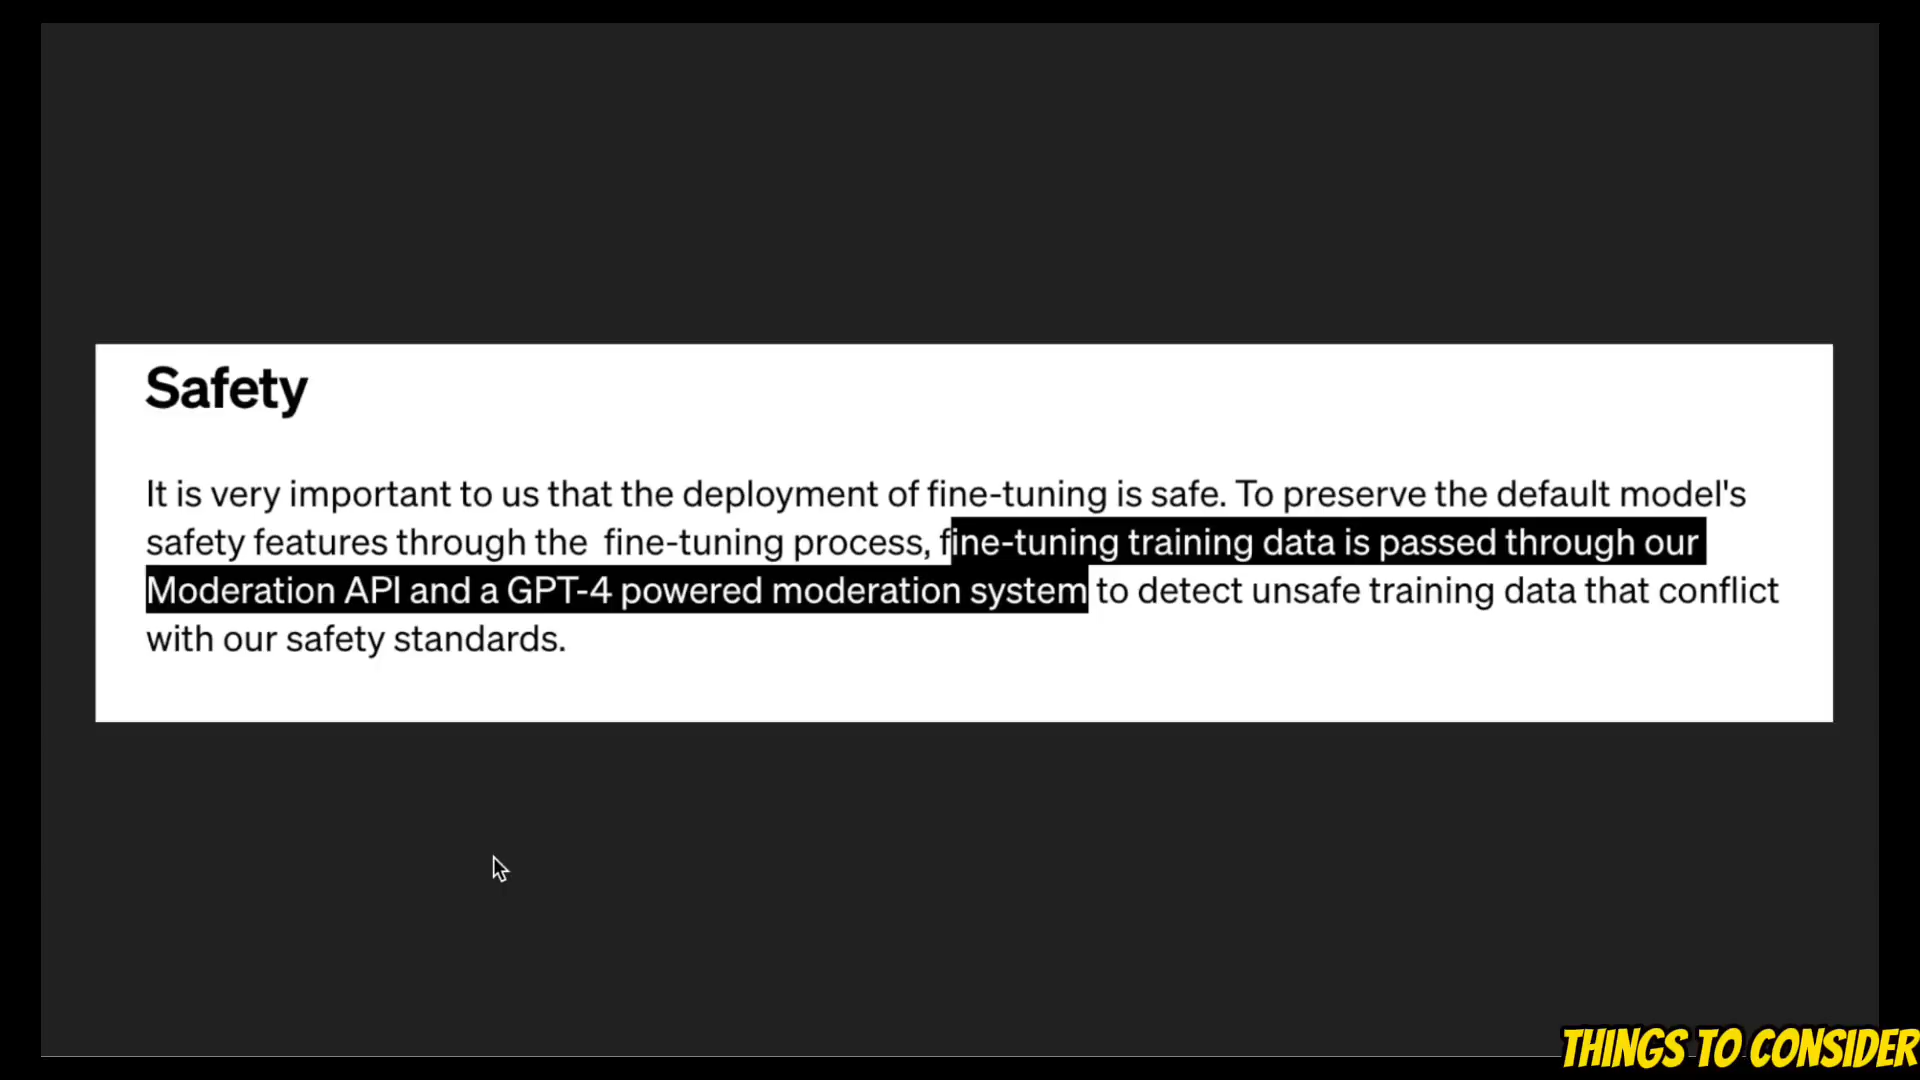 Safety
It is very important to us that the deployment of fine-tuning is safe. To preserve the default model's
safety features through the fine-tuning process, fine-tuning training data is passed through our
Moderation API and a GPT-4 powered moderation system to detect unsafe training data that conflict
with our safety standards.
THINGS TO CONSIDER